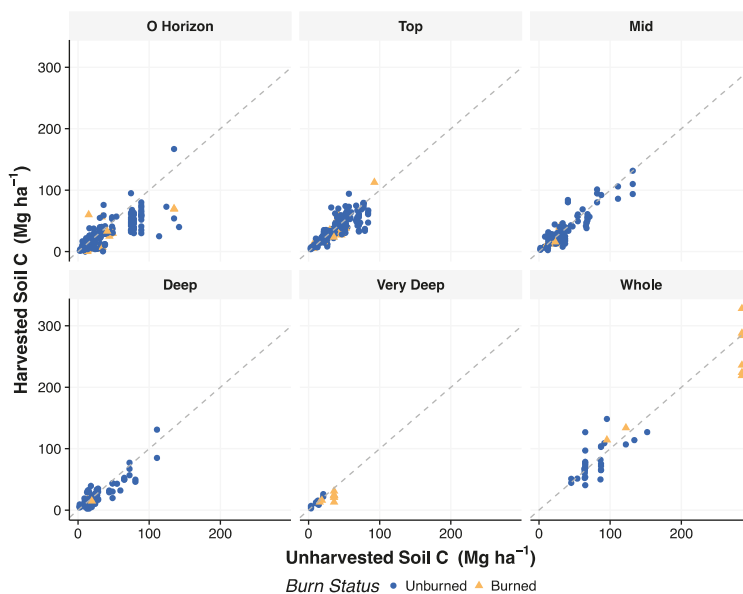 O Horizon Top Mid
300
200
100
0
Deep Very Deep Whole
300
200
100
0
0 100 200 0 100 200 0 100 200
Harvested Soil C (Mg ha⁻¹)
Unharvested Soil C (Mg ha⁻¹)
Burn Status Unburned Burned